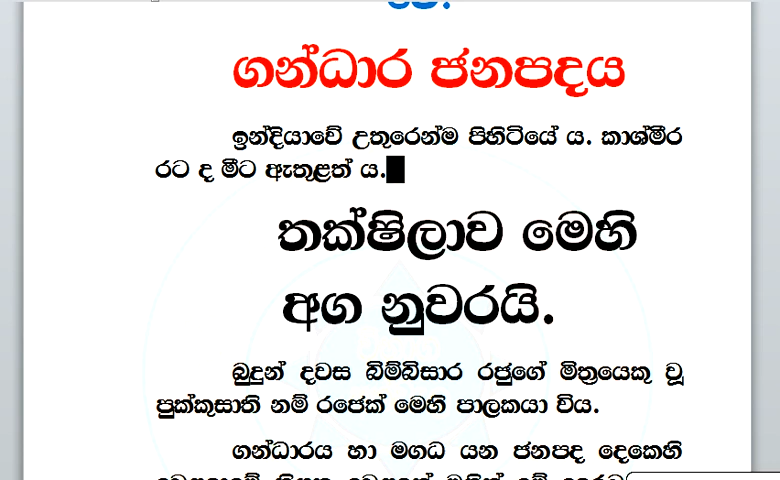 ගන්ධාර ජනපදය
ඉන්දියාවේ උතුරෙන්ම පිහිටියේ ය. කාශ්මීර
රට ද මීට ඇතුළත් ය.
තක්ෂිලාව මෙහි
අග නුවරයි.
බුදුන් දවස බිම්බිසාර රජුගේ මිත්‍රයෙකු වූ
පුක්කුසාති නම් රජෙක් මෙහි පාලකයා විය.
ගන්ධාරය හා මගධ යන ජනපද දෙකෙහි